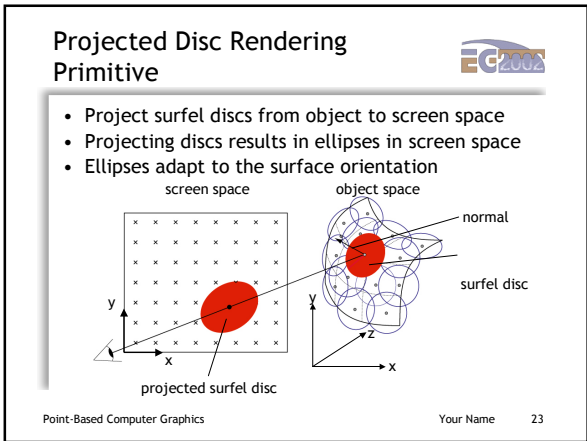 Projected Disc Rendering
Primitive
EG2002
• Project surfel discs from object to screen space
• Projecting discs results in ellipses in screen space
• Ellipses adapt to the surface orientation
screen space
object space
normal
surfel disc
y
x
y
z
x
projected surfel disc
Point-Based Computer Graphics
Your Name
23